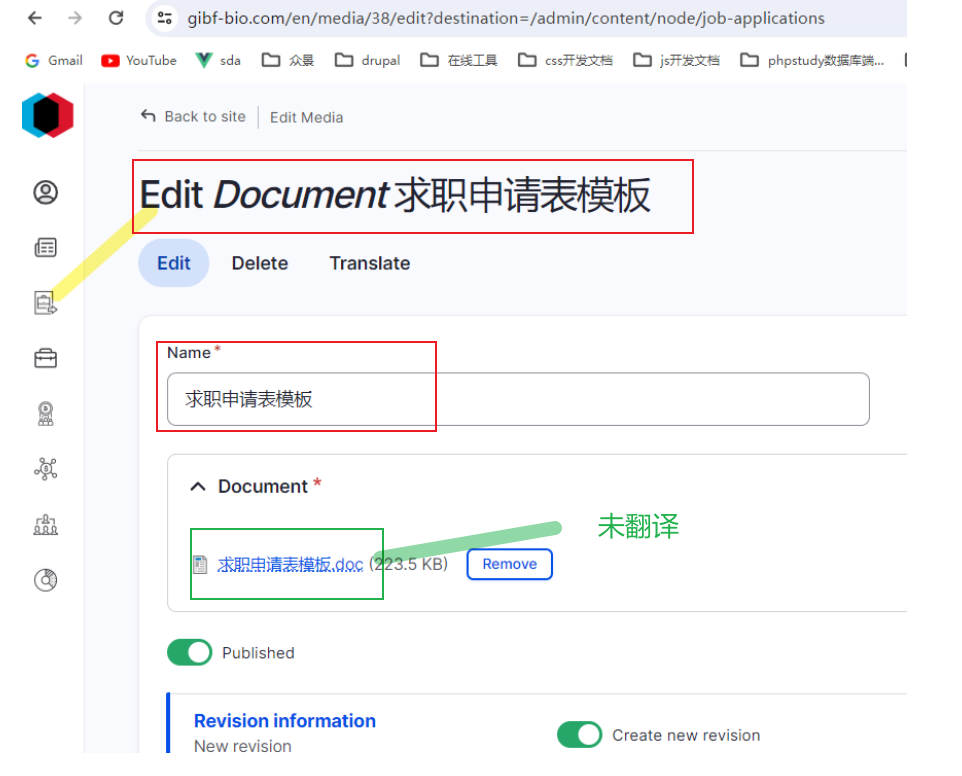 gibf-bio.com/en/media/38/edit?destination=/admin/content/node/job-applications
Gmail YouTube sda 众景 drupal 在线工具 css开发文档 js开发文档 phpstudy数据库端...
Back to site Edit Media
Edit Document 求职申请表模板
Edit Delete Translate
Name *
求职申请表模板
Document *
未翻译
求职申请表模板.doc (223.5 KB) Remove
Published
Revision information
New revision
Create new revision